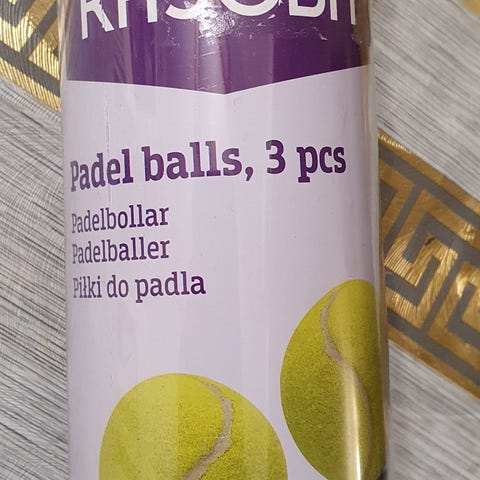 Padel balls, 3 pcs
Padelbollar
Padelballer
Piłki do padla